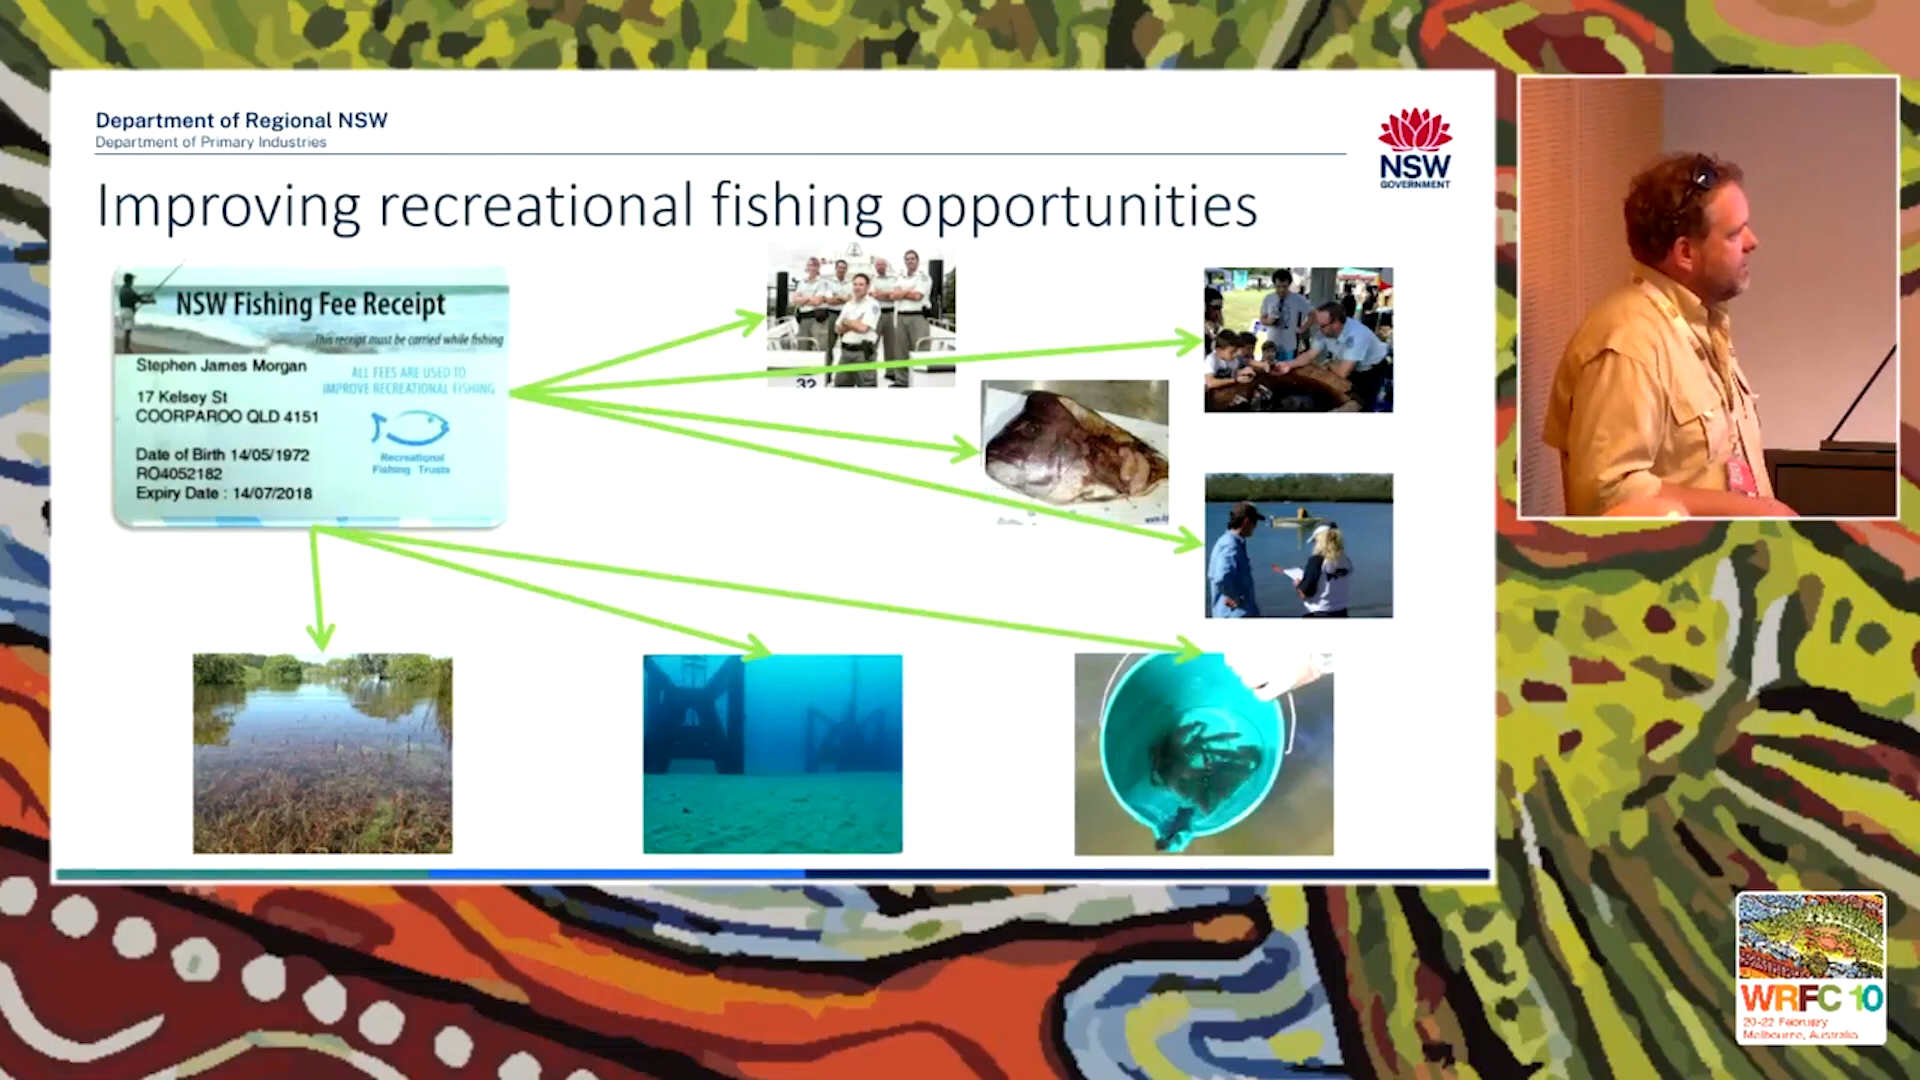 Department of Regional NSW
Department of Primary Industries
NSW
GOVERNMENT
Improving recreational fishing opportunities
NSW Fishing Fee Receipt
This receipt must be carried while fishing
Stephen James Morgan
ALL FEES ARE USED TO
IMPROVE RECREATIONAL FISHING
17 Kelsey St
COORPAROO QLD 4151
Date of Birth 14/05/1972
RO4052182
Expiry Date : 14/07/2018
Recreational
Fishing Trusts
32
WRFC 10
20-22 February
Melbourne, Australia